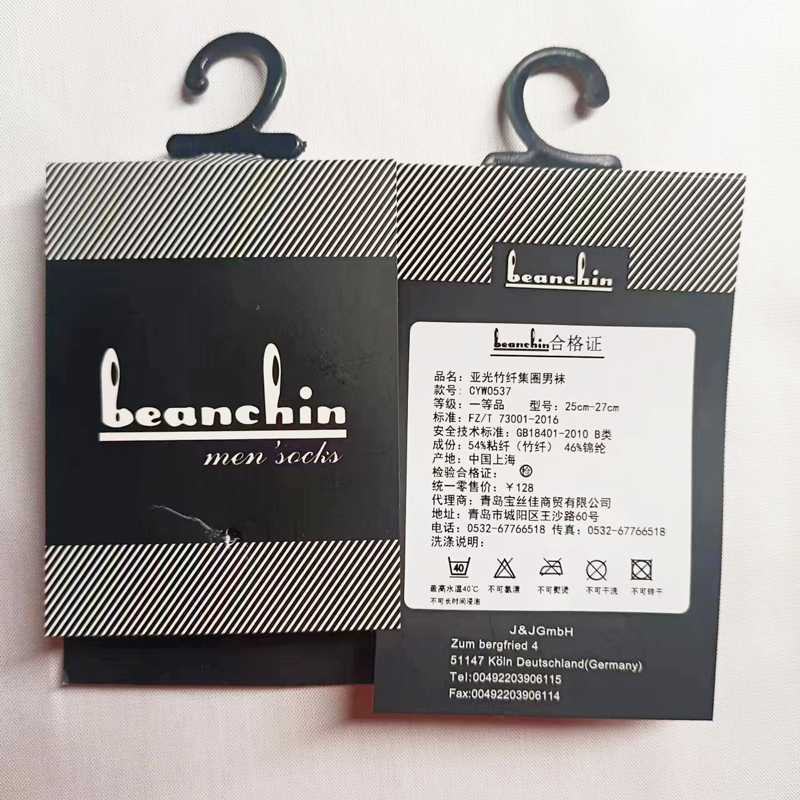 beanchin
men'socks
beanchin
beanchin合格证
品名：亚光竹纤集圈男袜
款号：CYW0537
等级：一等品 型号：25cm-27cm
标准：FZ/T 73001-2016
安全技术标准：GB18401-2010 B类
成份：54%粘纤（竹纤） 46%锦纶
产地：中国上海
检验合格证：
统一零售价：￥128
代理商：青岛宝丝佳商贸有限公司
地址：青岛市城阳区王沙路60号
电话：0532-67766518 传真：0532-67766518
洗涤说明：
40
最高水温40℃ 不可氯漂 不可熨烫 不可干洗 不可转干
不可长时间浸泡
J&JGmbH
Zum bergfried 4
51147 Köln Deutschland(Germany)
Tel:00492203906115
Fax:00492203906114